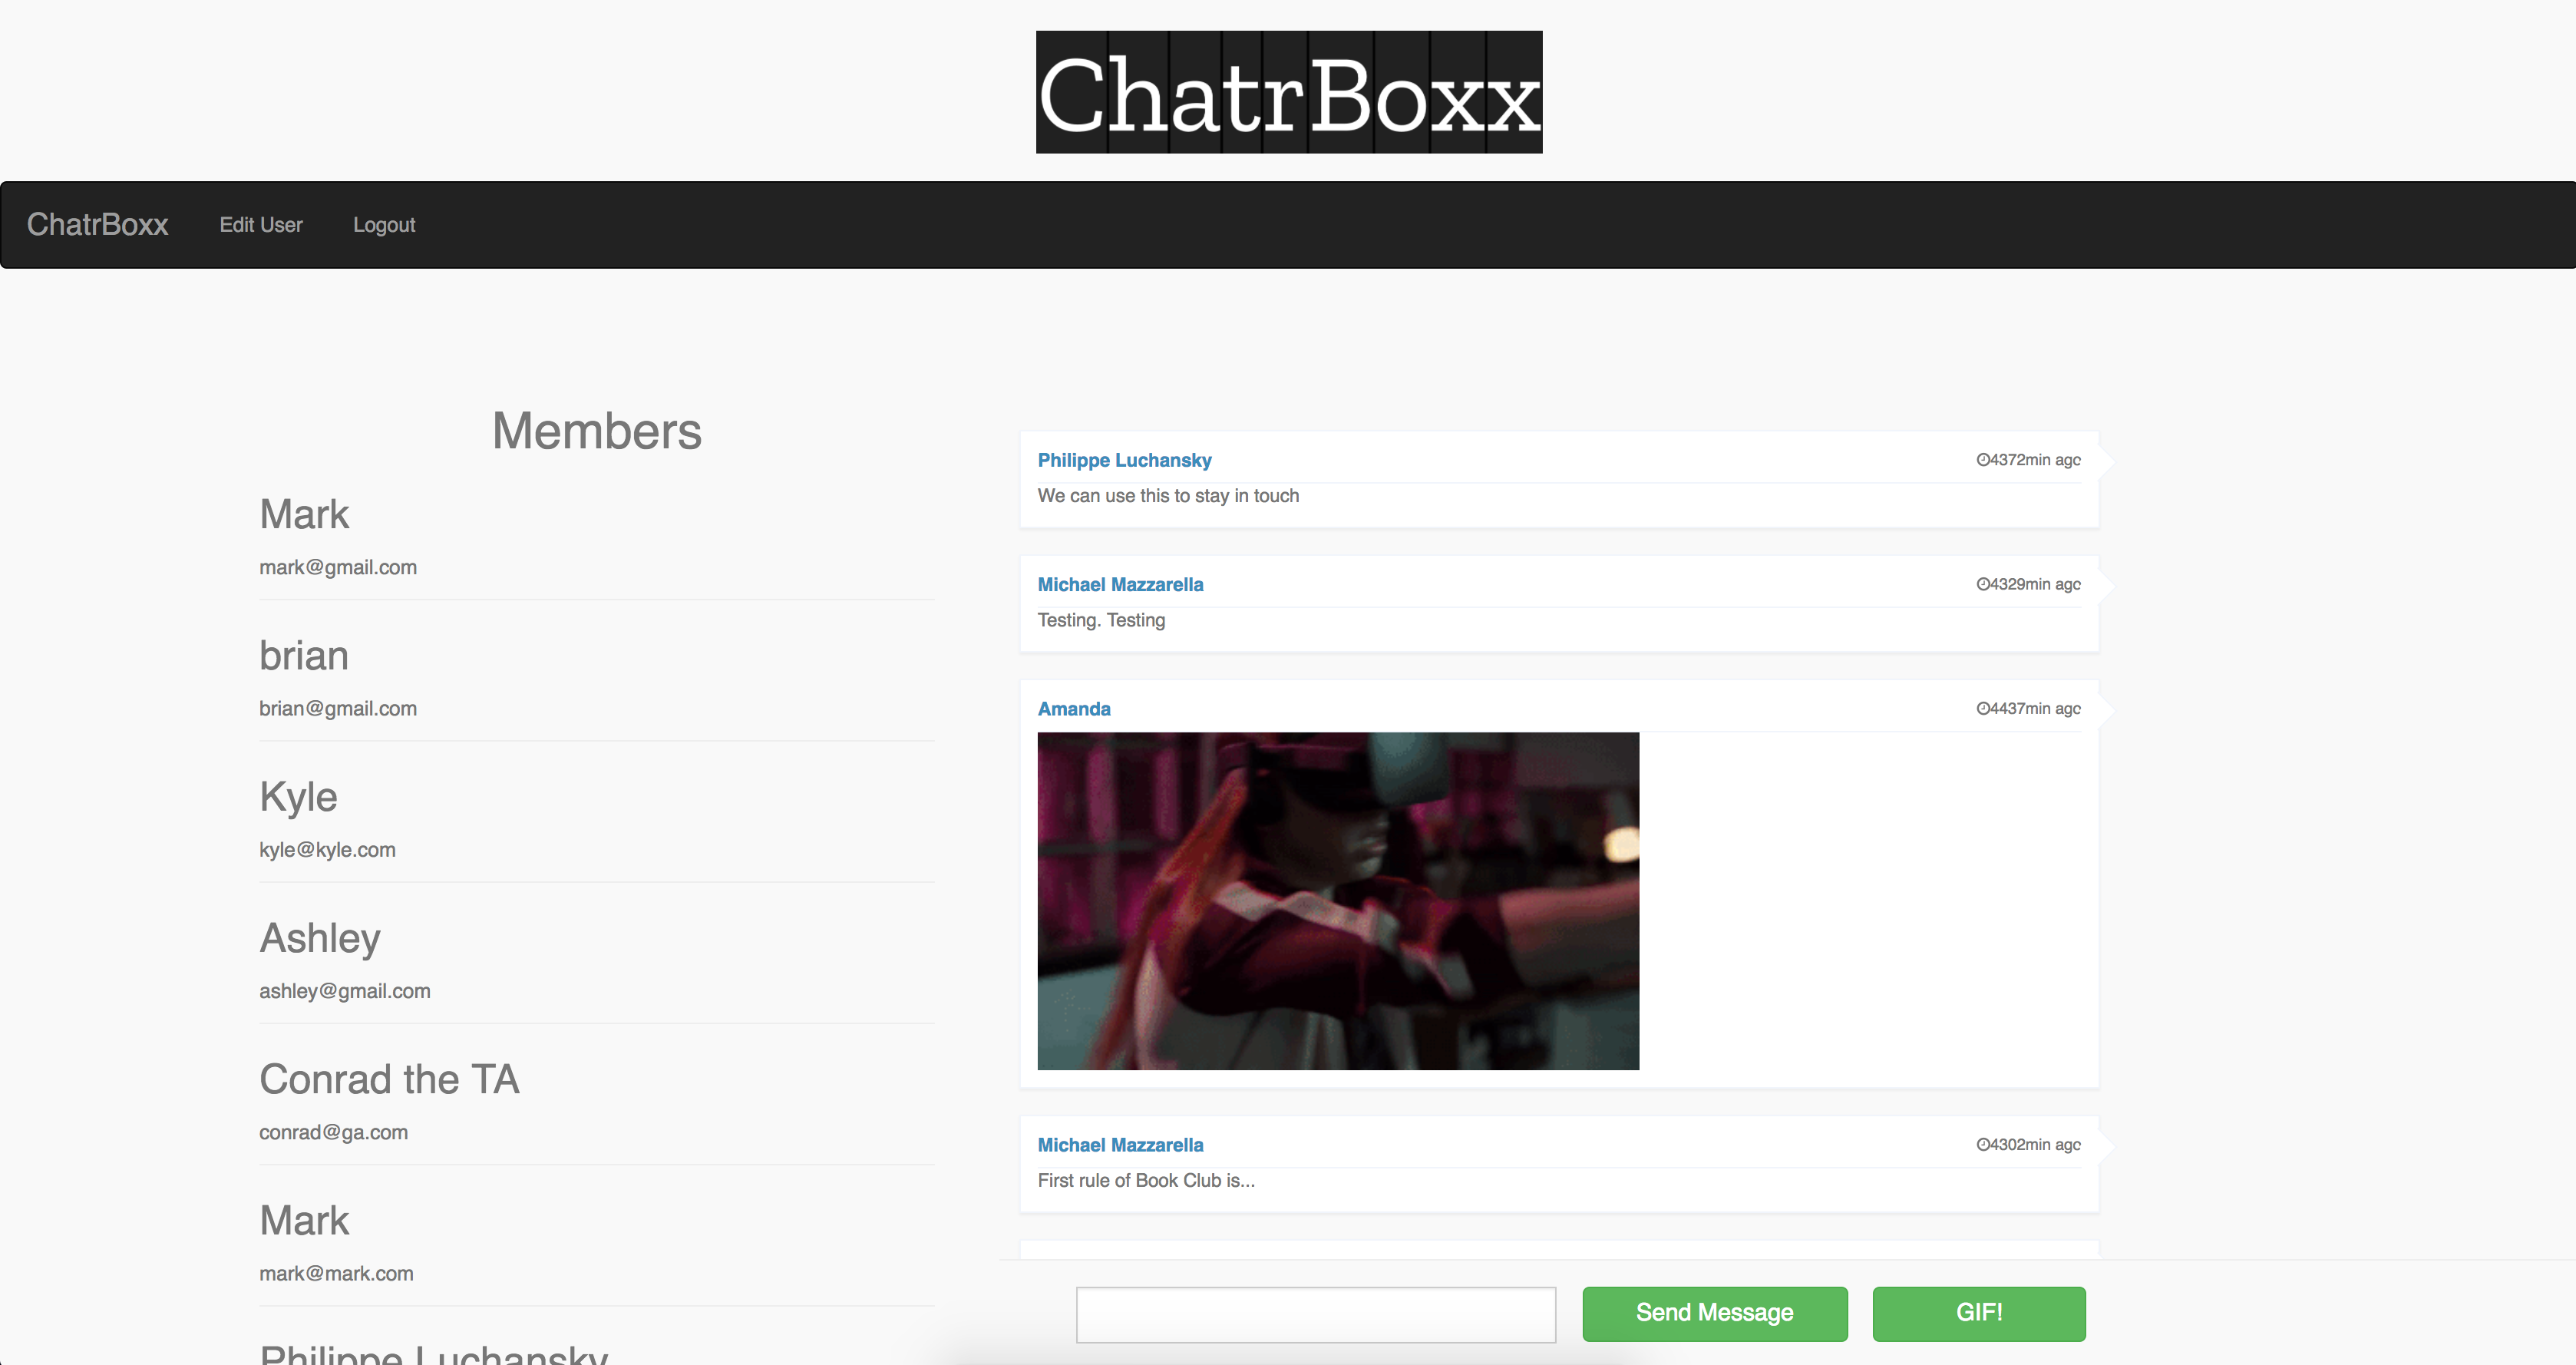 ChatrBoxx
ChatrBoxx Edit User Logout
Members
Mark
mark@gmail.com
brian
brian@gmail.com
Kyle
kyle@kyle.com
Ashley
ashley@gmail.com
Conrad the TA
conrad@ga.com
Mark
mark@mark.com
Philippe Luchansky
Philippe Luchansky 4372min ago
We can use this to stay in touch
Michael Mazzarella 4329min ago
Testing. Testing
Amanda 4437min ago
Michael Mazzarella 4302min ago
First rule of Book Club is...
Send Message GIF!